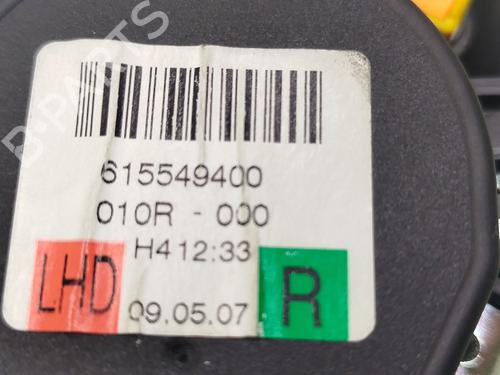 B-PARTS
615549400
010R - 000
H412:33
LHD
09.05.07
R